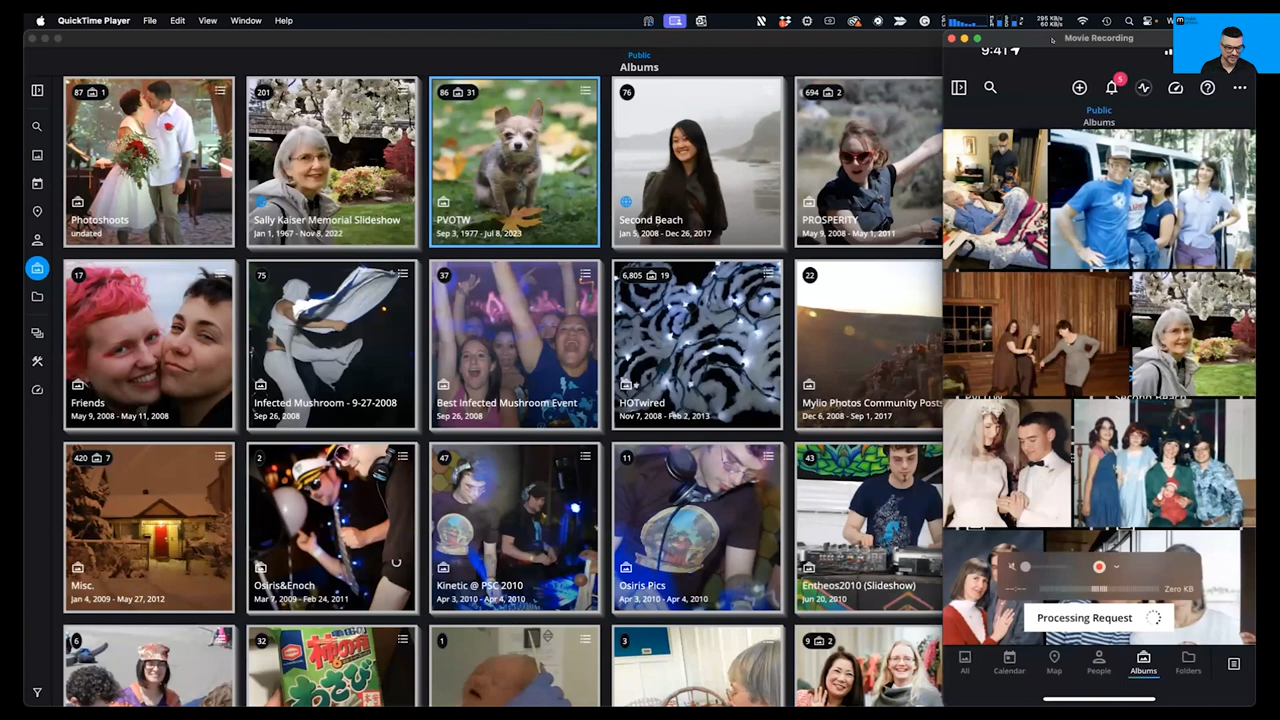 QuickTime Player File Edit View Window Help
295 KB/s
60 KB/s
Movie Recording
9:41
5
Public
Albums
Public
Albums
87 1
Photoshoots
undated
201
Sally Kaiser Memorial Slideshow
Jan 1, 1967 - Nov 8, 2022
86 31
PVOTW
Sep 3, 1977 - Jul 8, 2023
76
Second Beach
Jan 5, 2008 - Dec 26, 2017
694 2
PROSPERITY
May 9, 2008 - May 1, 2011
17
Friends
May 9, 2008 - May 11, 2008
75
Infected Mushroom - 9-27-2008
Sep 26, 2008
37
Best Infected Mushroom Event
Sep 26, 2008
6,805 19
HOTwired
Nov 7, 2008 - Feb 2, 2013
22
Mylio Photos Community Posts
Dec 6, 2008 - Sep 1, 2017
420 7
Misc.
Jan 4, 2009 - May 27, 2012
2
Osiris&Enoch
Mar 7, 2009 - Feb 24, 2011
47
Kinetic @ PSC 2010
Apr 3, 2010 - Apr 4, 2010
11
Osiris Pics
Apr 3, 2010 - Apr 4, 2010
43
Entheos2010 (Slideshow)
Jun 20, 2010
6
32
1
3
9 2
Zero KB
Processing Request
All Calendar Map People Albums Folders